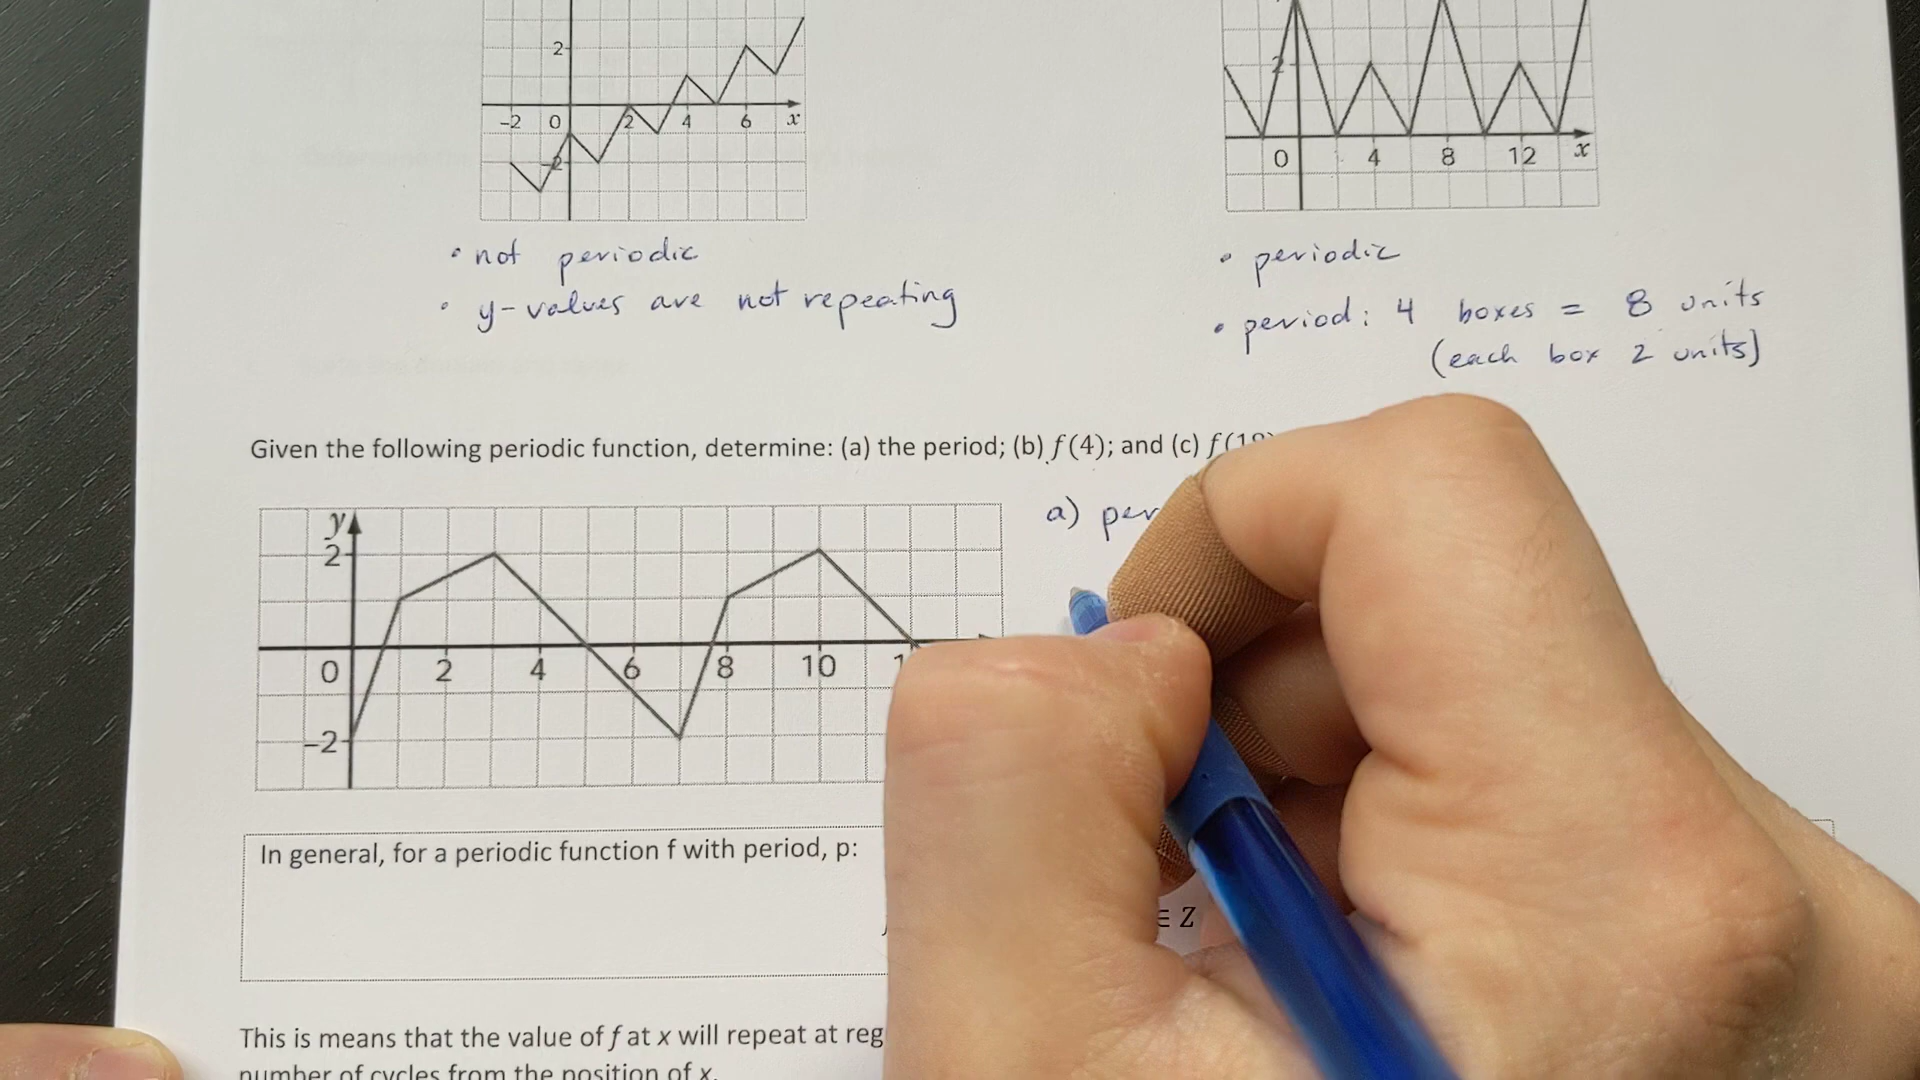 2
-2 0 2 4 6 x
-2
2
0 4 8 12 x
• not periodic
• y-values are not repeating
• periodic
• period: 4 boxes = 8 units
(each box 2 units)
Given the following periodic function, determine: (a) the period; (b) f(4); and (c)
a) per
y
2
0 2 4 6 8 10
-2
In general, for a periodic function f with period, p:
∈ Z
This is means that the value of f at x will repeat at reg
number of cycles from the position of x.